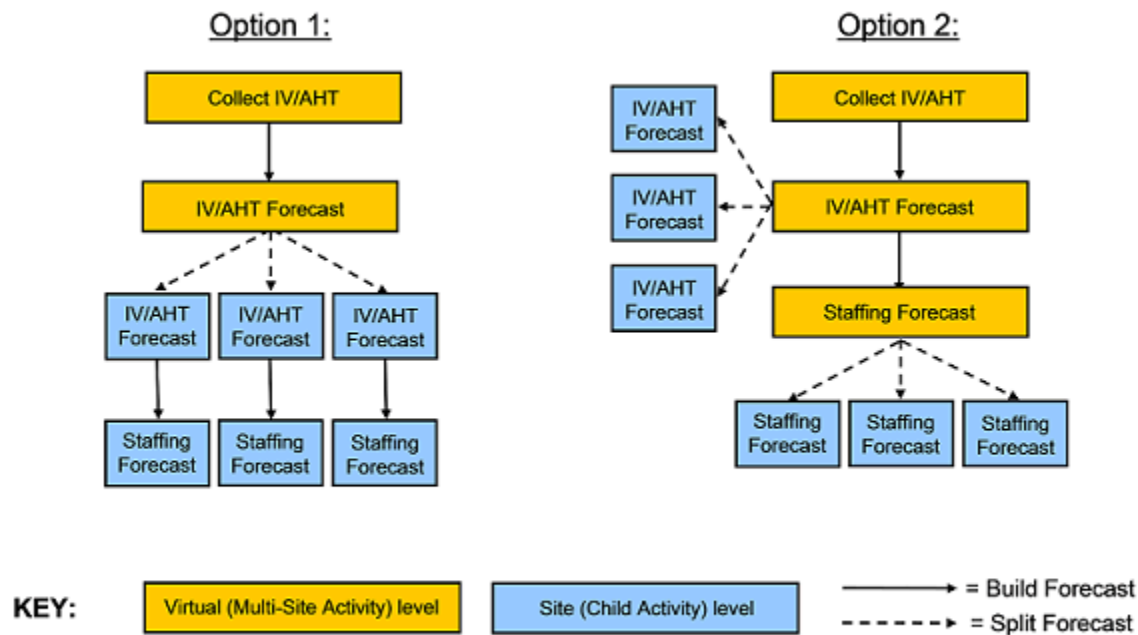 Option 1:
Collect IV/AHT
IV/AHT Forecast
IV/AHT
Forecast
IV/AHT
Forecast
IV/AHT
Forecast
Staffing
Forecast
Staffing
Forecast
Staffing
Forecast
Option 2:
Collect IV/AHT
IV/AHT
Forecast
IV/AHT
Forecast
IV/AHT
Forecast
IV/AHT Forecast
Staffing Forecast
Staffing
Forecast
Staffing
Forecast
Staffing
Forecast
KEY:
Virtual (Multi-Site Activity) level
Site (Child Activity) level
= Build Forecast
= Split Forecast